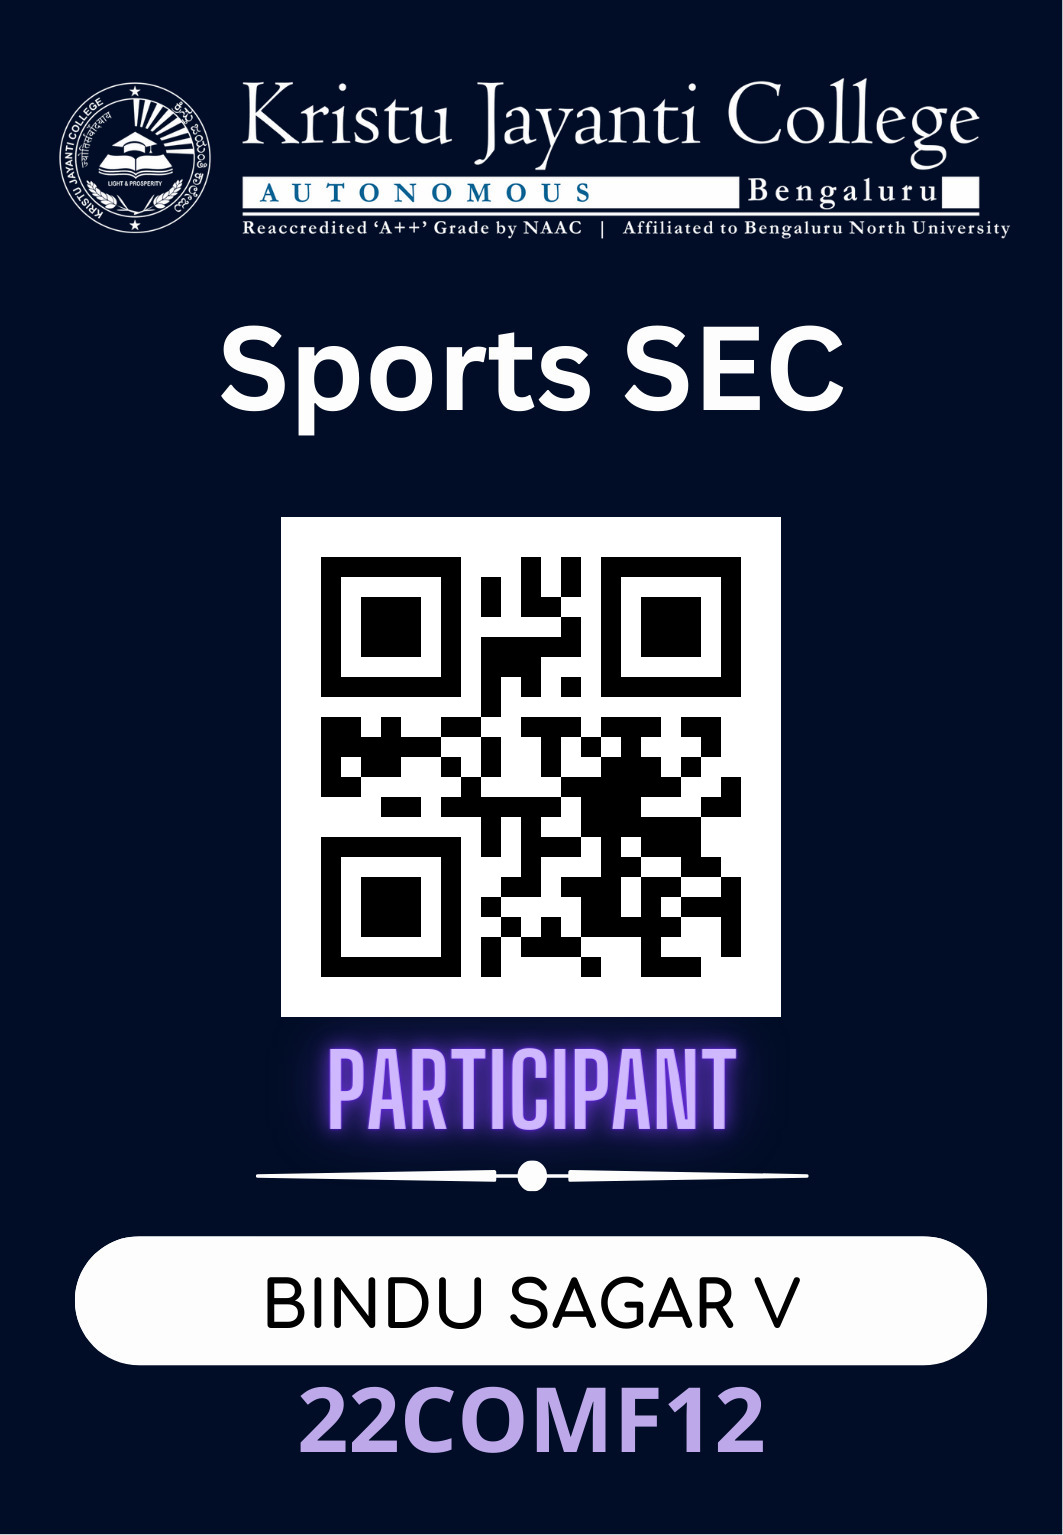 Kristu Jayanti College
AUTONOMOUS Bengaluru
Reaccredited ‘A++’ Grade by NAAC | Affiliated to Bengaluru North University
KRISTU JAYANTI COLLEGE
LIGHT & PROSPERITY
Sports SEC
PARTICIPANT
BINDU SAGAR V
22COMF12